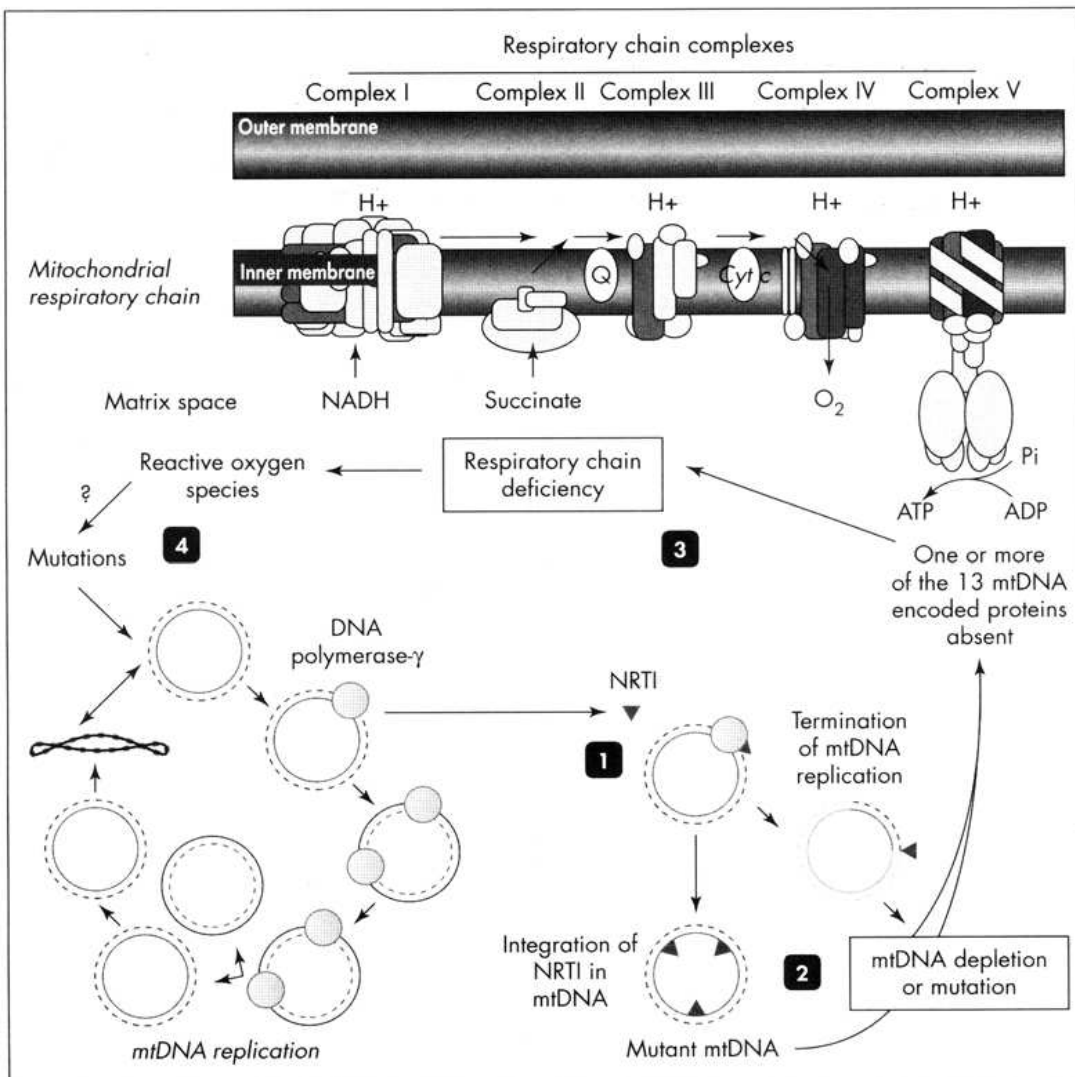 Respiratory chain complexes
Complex I Complex II Complex III Complex IV Complex V
Outer membrane
H+ H+ H+ H+
Mitochondrial
respiratory chain
Inner membrane
Q
Cyt c
Matrix space
NADH
Succinate
O2
Pi
ATP
ADP
Reactive oxygen
species
Respiratory chain
deficiency
?
4
3
Mutations
One or more
of the 13 mtDNA
encoded proteins
absent
DNA
polymerase-γ
NRTI
1
Termination
of mtDNA
replication
Integration of
NRTI in
mtDNA
2
mtDNA depletion
or mutation
mtDNA replication
Mutant mtDNA